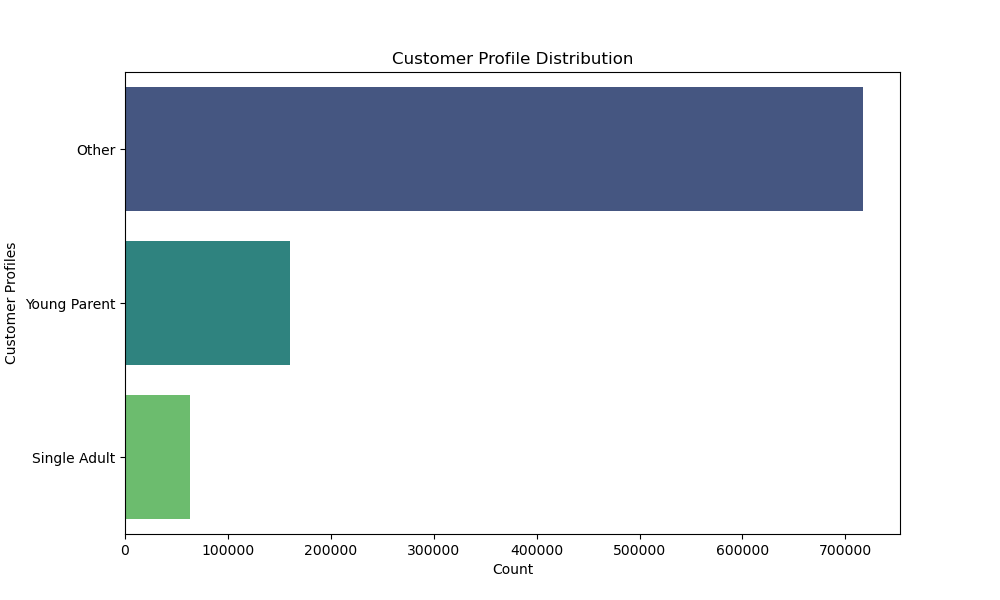 Customer Profile Distribution
Customer Profiles
Other
Young Parent
Single Adult
0 100000 200000 300000 400000 500000 600000 700000
Count